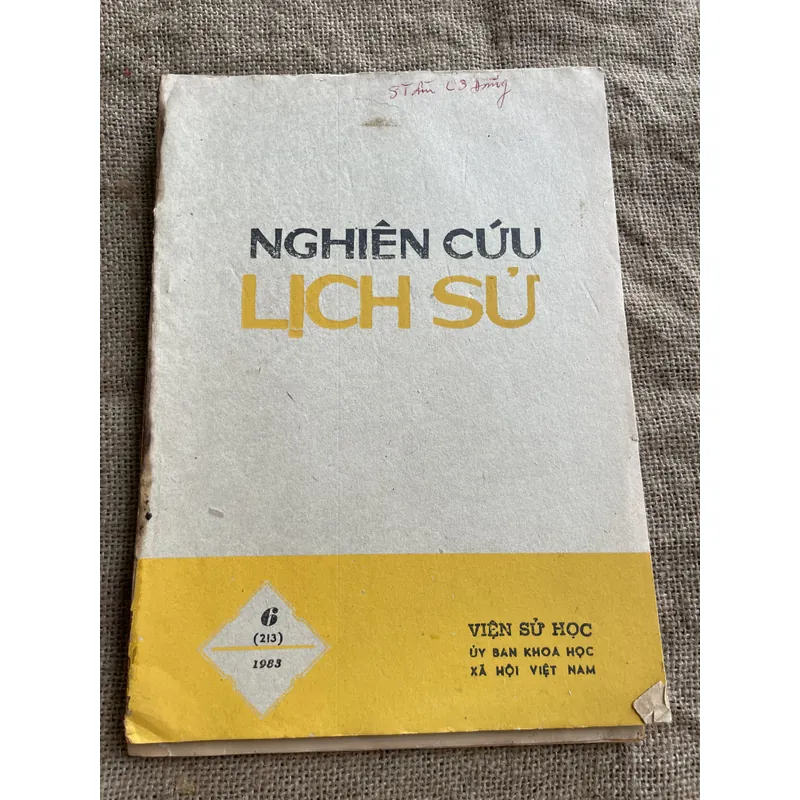 NGHIÊN CỨU
LỊCH SỬ
6
(213)
1983
VIỆN SỬ HỌC
ỦY BAN KHOA HỌC
XÃ HỘI VIỆT NAM